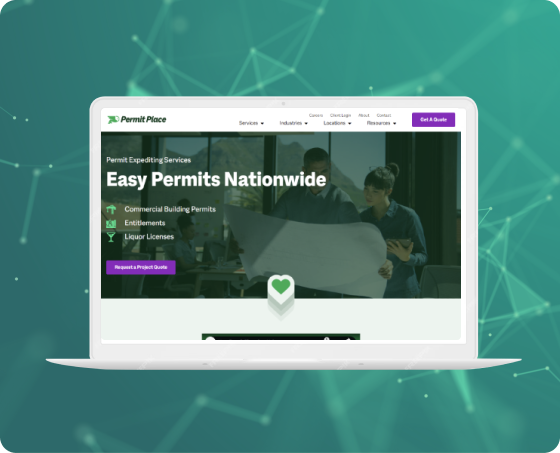 Permit Place
Careers Client Login About Contact
Services Industries Locations Resources
Get A Quote
Permit Expediting Services
Easy Permits Nationwide
Commercial Building Permits
Entitlements
Liquor Licenses
Request a Project Quote